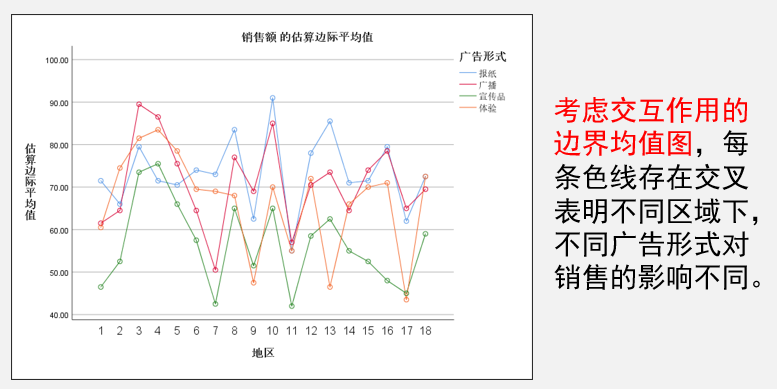 销售额 的估算边际平均值
广告形式
报纸
广播
宣传品
体验
估算边际平均值
100.00
90.00
80.00
70.00
60.00
50.00
40.00
1 2 3 4 5 6 7 8 9 10 11 12 13 14 15 16 17 18
地区
考虑交互作用的
边界均值图，每
条色线存在交叉
表明不同区域下，
不同广告形式对
销售的影响不同。